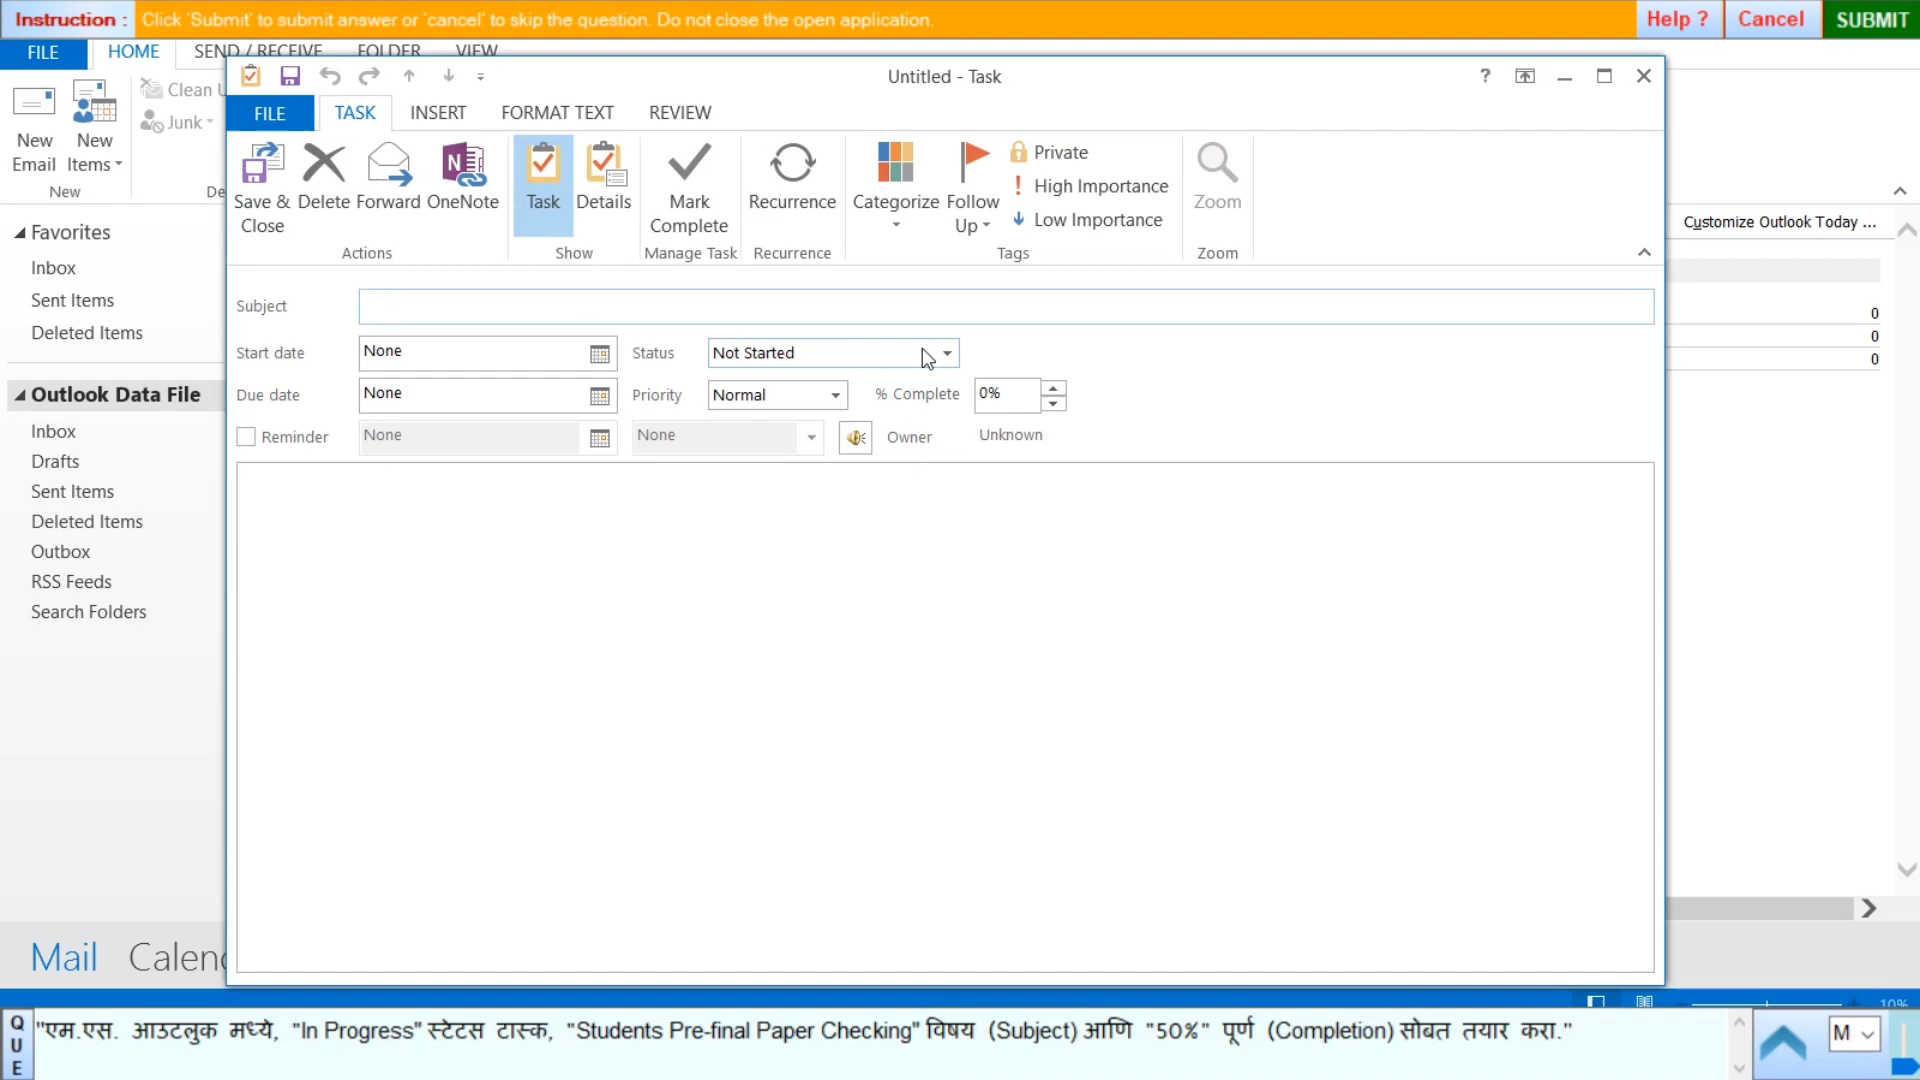 Instruction :
Click 'Submit' to submit answer or 'cancel' to skip the question. Do not close the open application.
Help ?
Cancel
SUBMIT
FILE
HOME
SEND / RECEIVE
FOLDER
VIEW
Untitled - Task
?
FILE
TASK
INSERT
FORMAT TEXT
REVIEW
New Email
New Items
Clean U
Junk
New
De
Save & Close
Delete
Forward
OneNote
Task
Details
Mark Complete
Recurrence
Categorize
Follow Up
Private
High Importance
Low Importance
Zoom
Actions
Show
Manage Task
Recurrence
Tags
Zoom
Customize Outlook Today ...
0
0
0
Favorites
Inbox
Sent Items
Deleted Items
Outlook Data File
Inbox
Drafts
Sent Items
Deleted Items
Outbox
RSS Feeds
Search Folders
Subject
Start date
None
Status
Not Started
Due date
None
Priority
Normal
% Complete
0%
Reminder
None
None
Owner
Unknown
Mail
Calend
10%
QUE
"एम.एस. आउटलुक मध्ये, "In Progress" स्टेटस टास्क, "Students Pre-final Paper Checking" विषय (Subject) आणि "50%" पूर्ण (Completion) सोबत तयार करा."
M